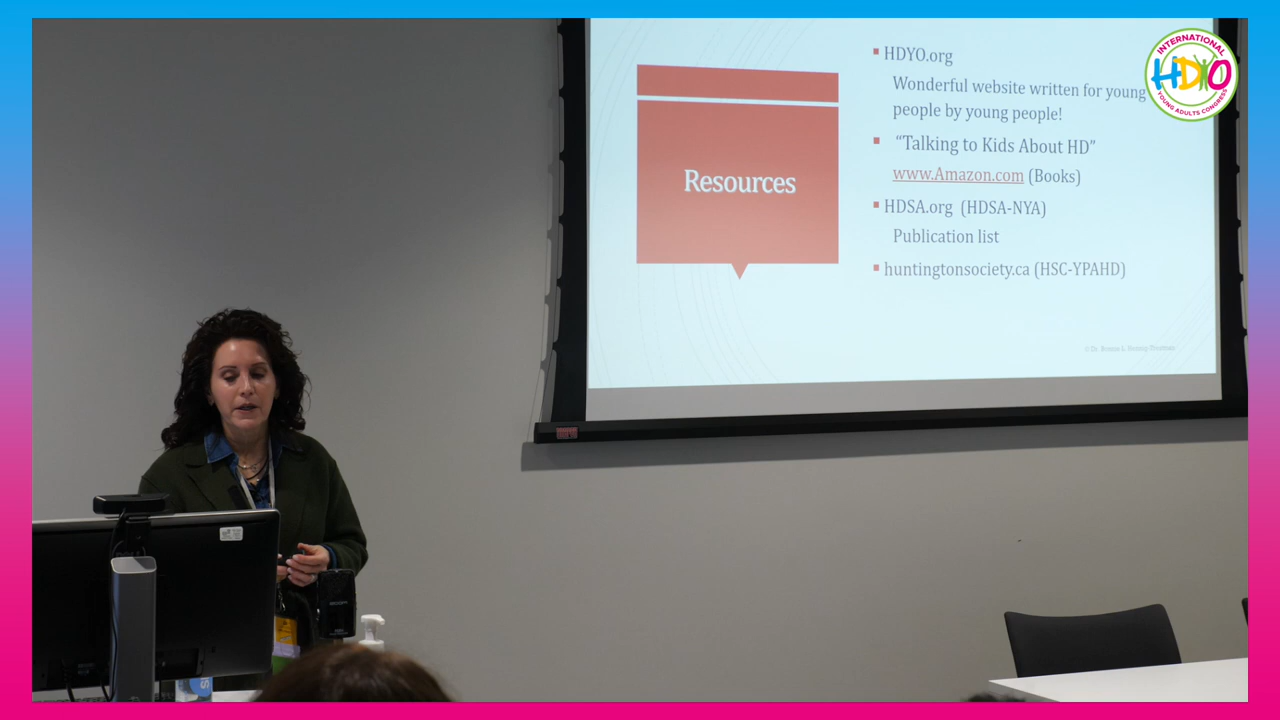 HDYO.org
Wonderful website written for young
people by young people!
"Talking to Kids About HD"
www.Amazon.com (Books)
HDSA.org (HDSA-NYA)
Publication list
huntingtonsociety.ca (HSC-YPAHD)
Resources
INTERNATIONAL
HDYO
YOUNG ADULTS CONGRESS